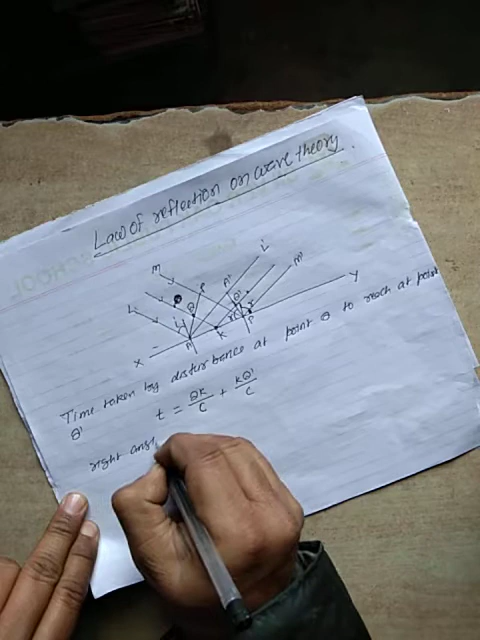 Law of reflection on wave theory.
M P A' L' M'
L Q Q' Y
i r r
A K P
X
Time taken by disturbance at point Q to reach at point
Q'
t = QK/C + KQ'/C
right angl